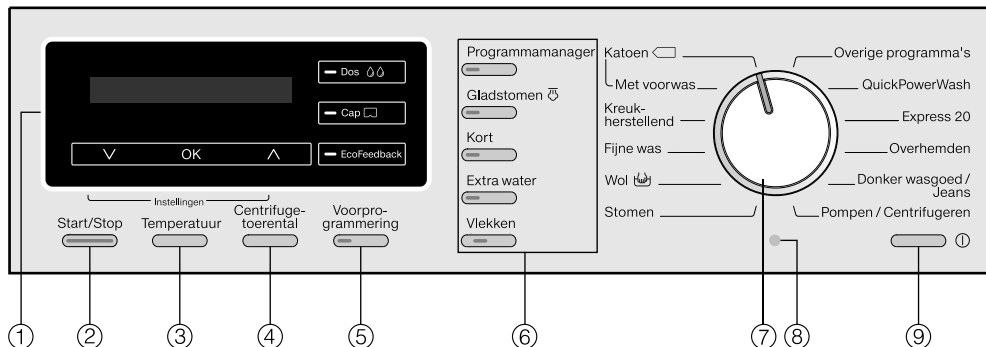 Dos
Cap
OK
EcoFeedback
Instellingen
Start/Stop
Temperatuur
Centrifuge-
toerental
Voorpro-
grammering
Programmamanager
Gladstomen
Kort
Extra water
Vlekken
Katoen
Met voorwas
Kreuk-
herstellend
Fijne was
Wol
Stomen
Overige programma's
QuickPowerWash
Express 20
Overhemden
Donker wasgoed /
Jeans
Pompen / Centrifugeren
① ② ③ ④ ⑤ ⑥ ⑦ ⑧ ⑨